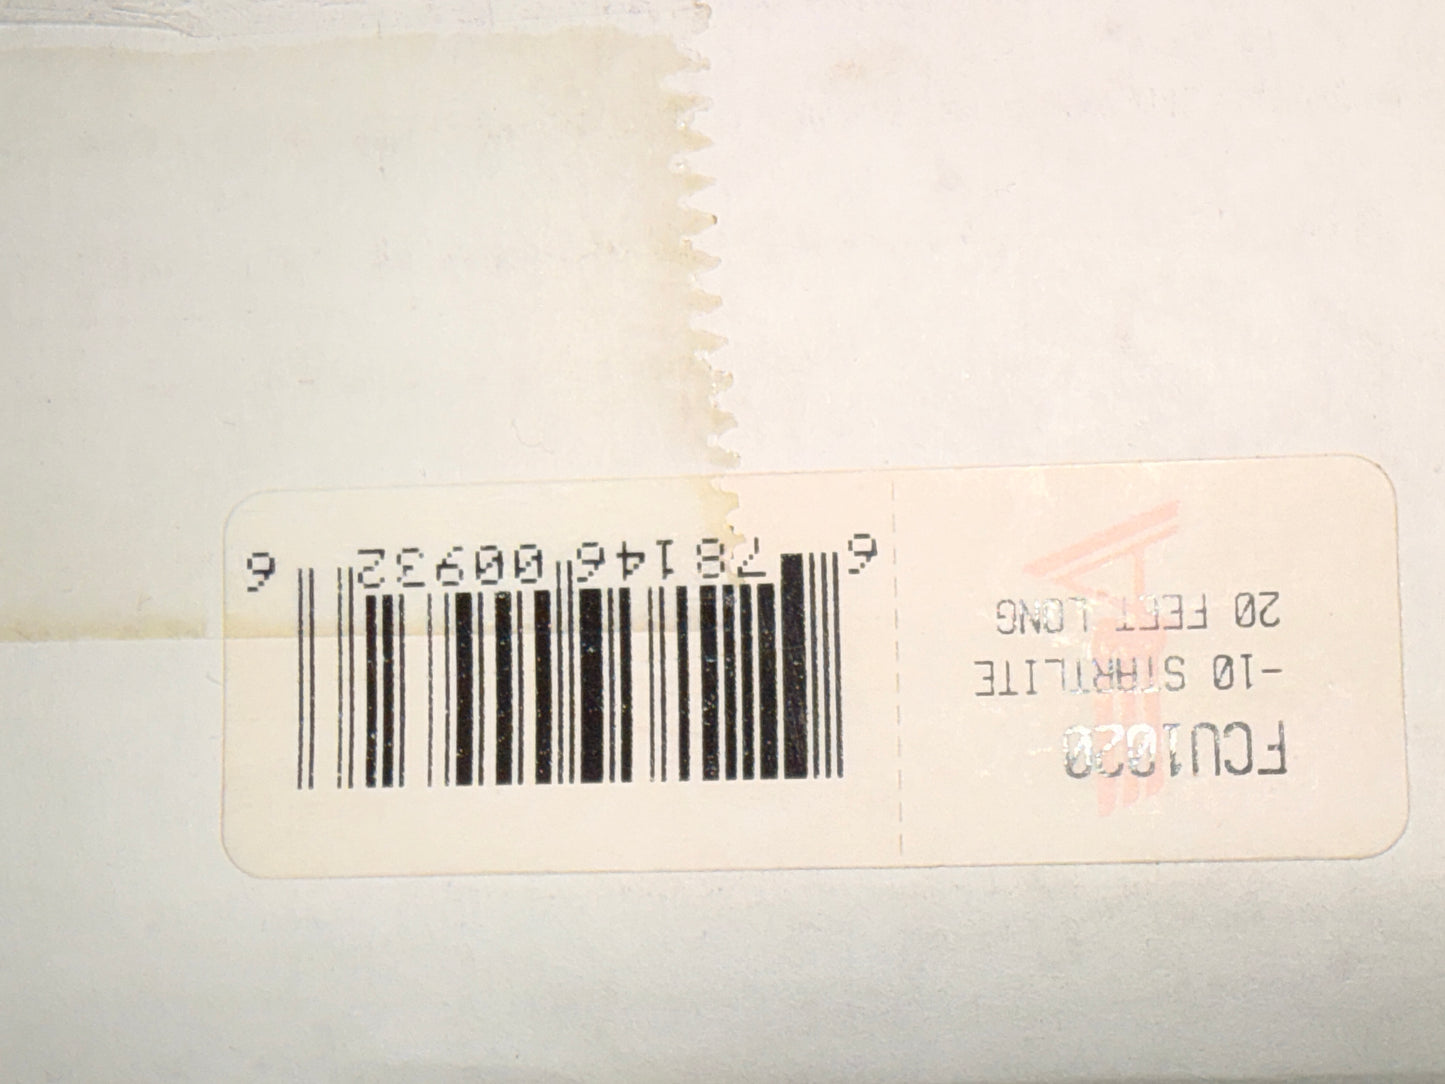 FCU1020
-10 STARTLITE
20 FEET LONG
6 78146 00932 6